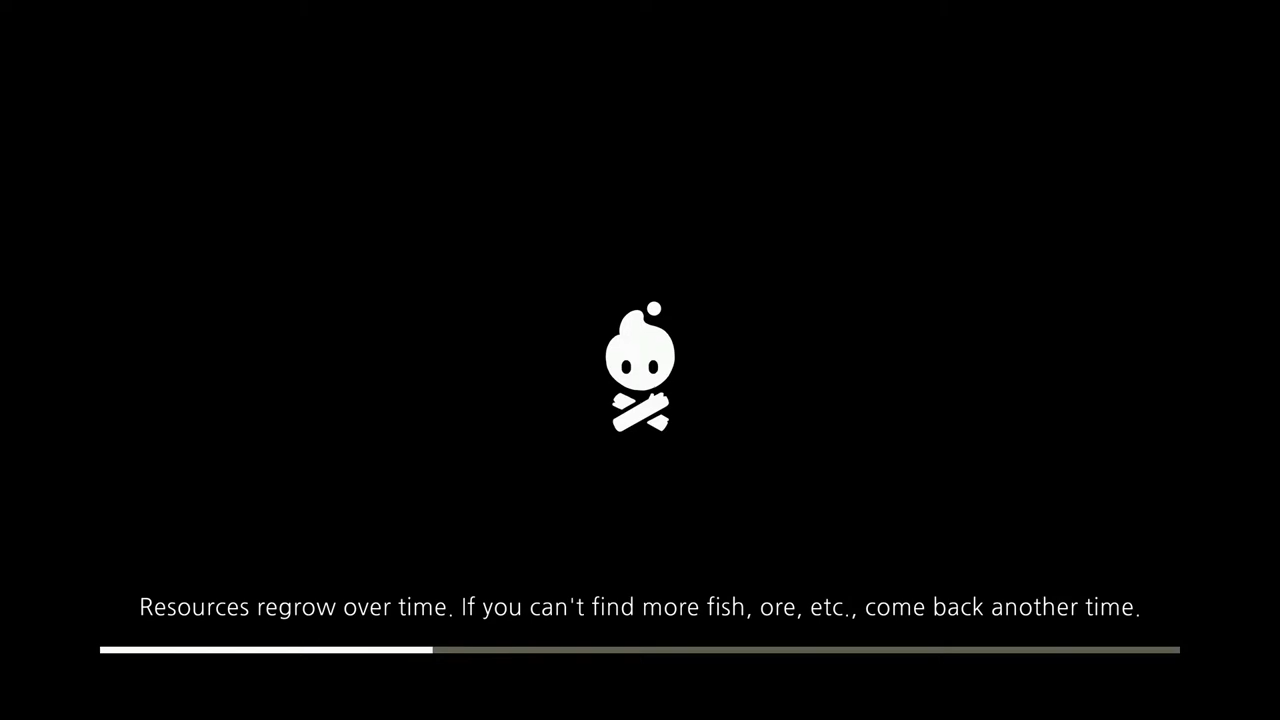 Resources regrow over time. If you can't find more fish, ore, etc., come back another time.